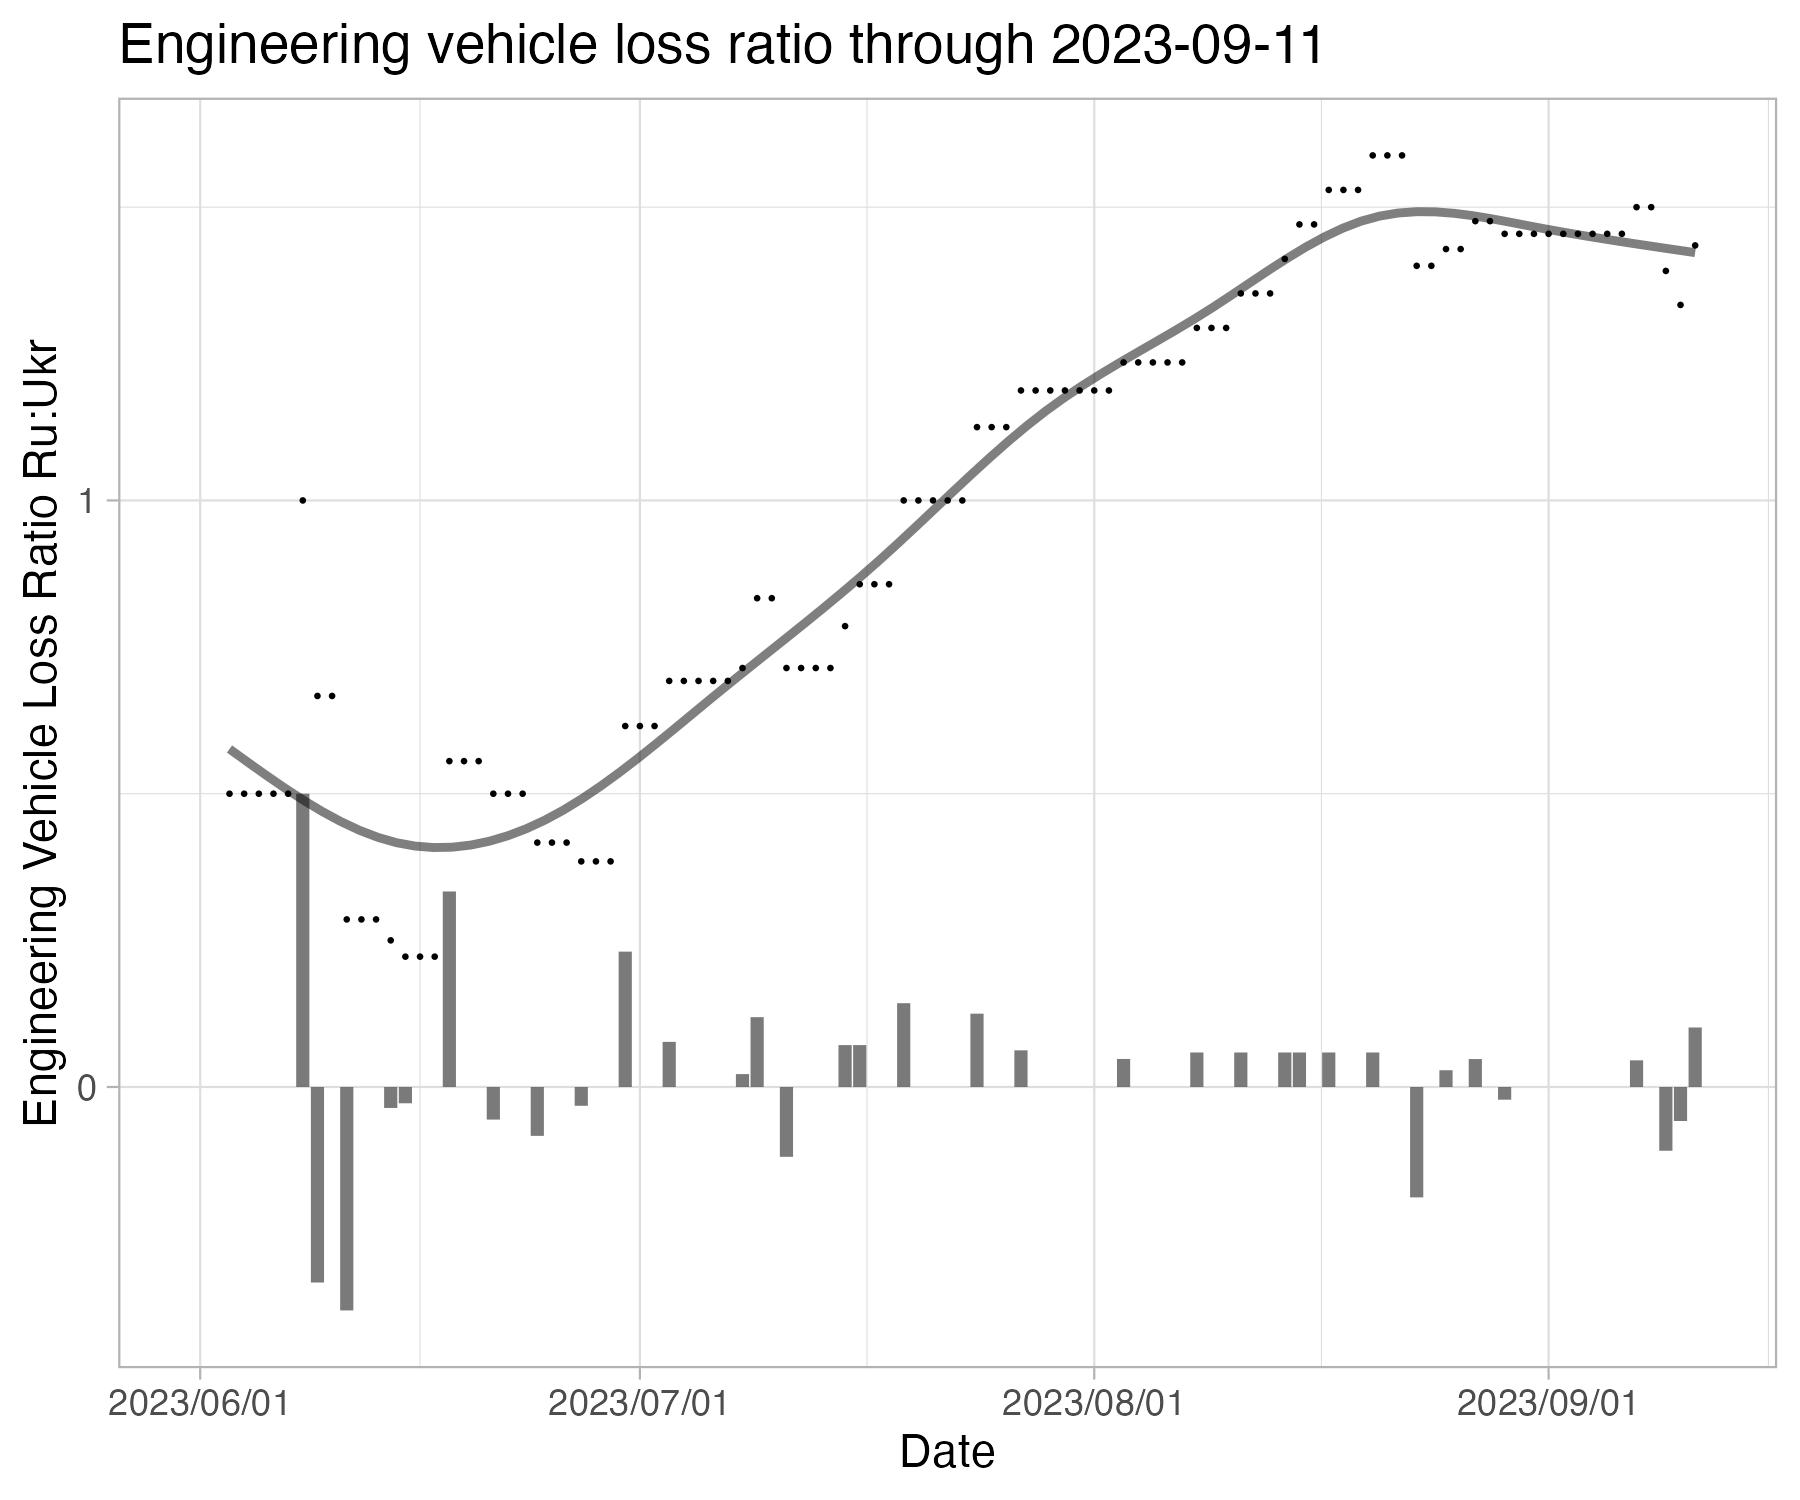 Engineering vehicle loss ratio through 2023-09-11
Engineering Vehicle Loss Ratio Ru:Ukr
1
0
2023/06/01
2023/07/01
2023/08/01
2023/09/01
Date